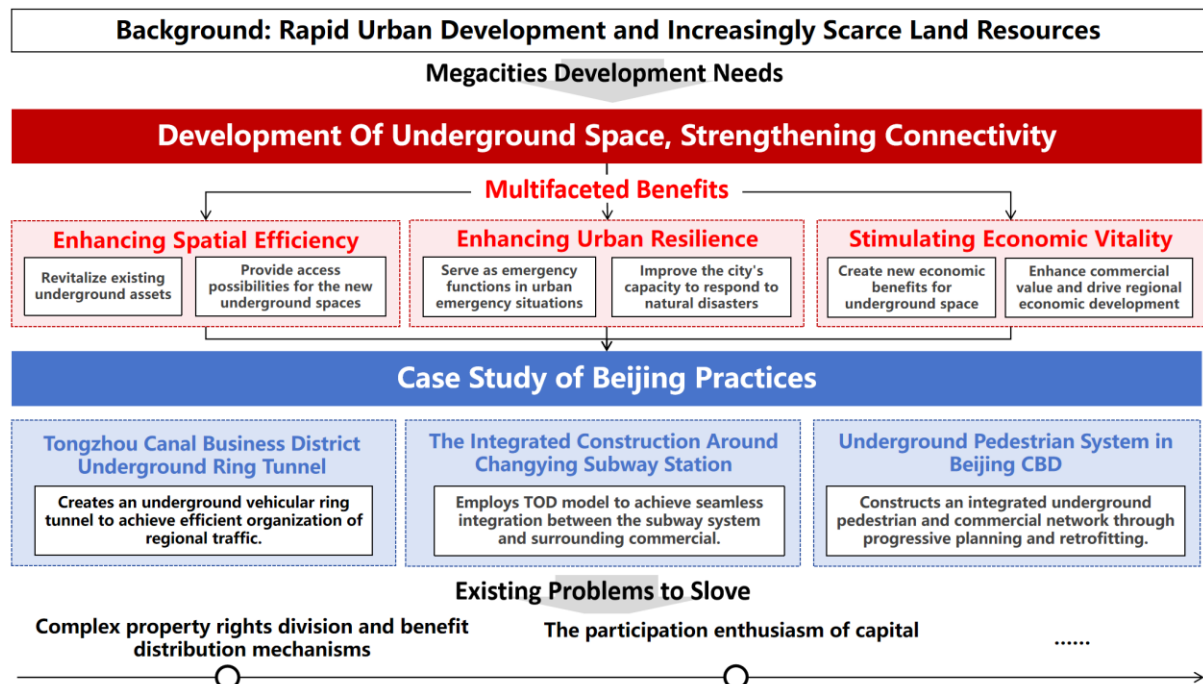 Background: Rapid Urban Development and Increasingly Scarce Land Resources
Megacities Development Needs
Development Of Underground Space, Strengthening Connectivity
Multifaceted Benefits
Enhancing Spatial Efficiency
Revitalize existing
underground assets
Provide access
possibilities for the new
underground spaces
Enhancing Urban Resilience
Serve as emergency
functions in urban
emergency situations
Improve the city's
capacity to respond to
natural disasters
Stimulating Economic Vitality
Create new economic
benefits for
underground space
Enhance commercial
value and drive regional
economic development
Case Study of Beijing Practices
Tongzhou Canal Business District
Underground Ring Tunnel
Creates an underground vehicular ring
tunnel to achieve efficient organization of
regional traffic.
The Integrated Construction Around
Changying Subway Station
Employs TOD model to achieve seamless
integration between the subway system
and surrounding commercial.
Underground Pedestrian System in
Beijing CBD
Constructs an integrated underground
pedestrian and commercial network through
progressive planning and retrofitting.
Existing Problems to Slove
Complex property rights division and benefit
distribution mechanisms
The participation enthusiasm of capital
......